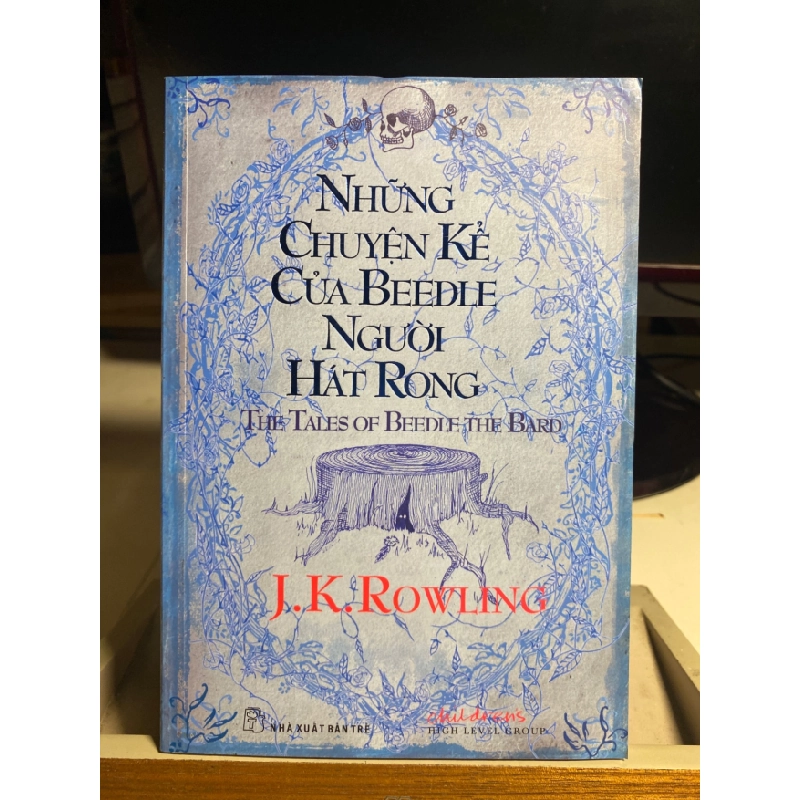 NHỮNG
CHUYỆN KỂ
CỦA BEEDLE
NGƯỜI
HÁT RONG
THE TALES OF BEEDLE THE BARD
J.K.ROWLING
NHÀ XUẤT BẢN TRẺ
children's
HIGH LEVEL GROUP